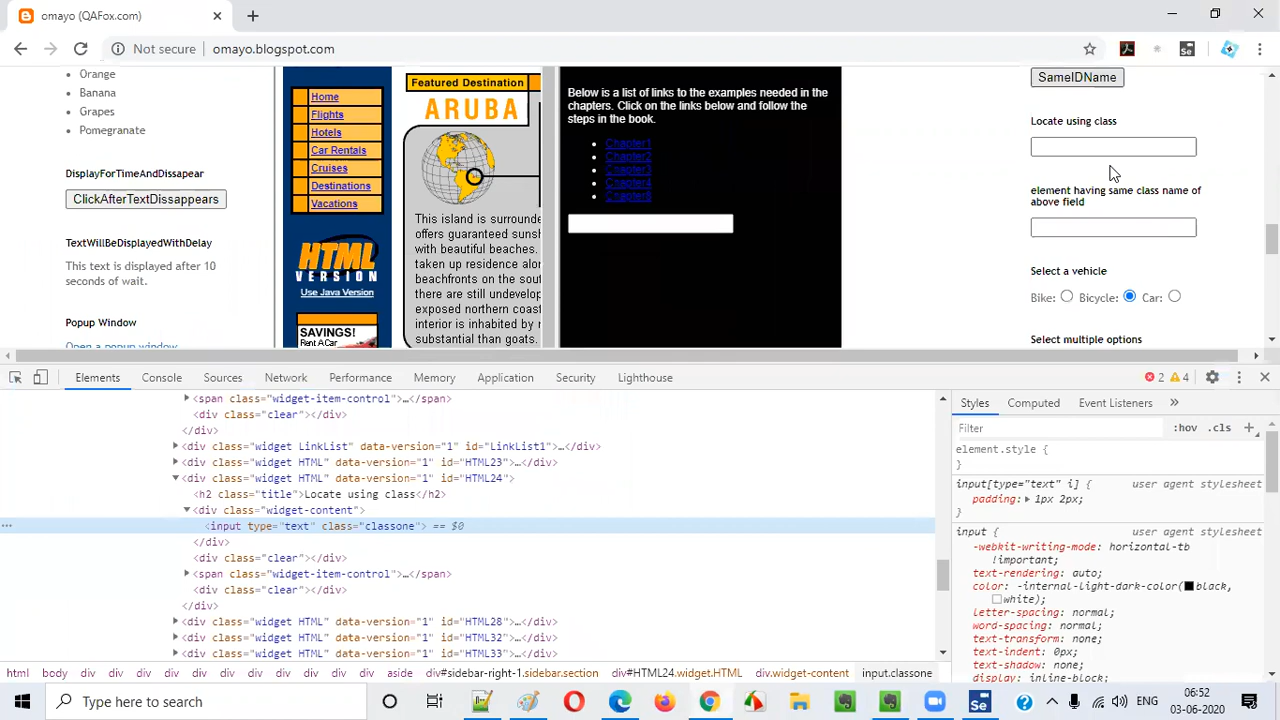 omayo (QAFox.com)
Not secure omayo.blogspot.com
Orange
Banana
Grapes
Pomegranate
DisplayForTimeAndDissapear
ClickAfterTextDissappears
TextWillBeDisplayedWithDelay
This text is displayed after 10
seconds of wait.
Popup Window
Open a popup window
Home
Flights
Hotels
Car Rentals
Cruises
Destinations
Vacations
HTML
VERSION
Use Java Version
SAVINGS!
Rent A Car
Featured Destination
ARUBA
This island is surrounde
offers guaranteed sunsh
with beautiful beaches.
taken up residence alon
beachfronts on the sout
there are still undevelop
exposed northern coast
interior is inhabited by r
substantial than goats.
Below is a list of links to the examples needed in the
chapters. Click on the links below and follow the
steps in the book.
Chapter1
Chapter2
Chapter3
Chapter4
Chapter8
SameIDName
Locate using class
element having same class name of
above field
Select a vehicle
Bike: Bicycle: Car:
Select multiple options
Elements Console Sources Network Performance Memory Application Security Lighthouse 2 4
<span class="widget-item-control">…</span>
<div class="clear"></div>
</div>
<div class="widget LinkList" data-version="1" id="LinkList1">…</div>
<div class="widget HTML" data-version="1" id="HTML23">…</div>
<div class="widget HTML" data-version="1" id="HTML24">
<h2 class="title">Locate using class</h2>
<div class="widget-content">
<input type="text" class="classone"> == $0
</div>
<div class="clear"></div>
<span class="widget-item-control">…</span>
<div class="clear"></div>
</div>
<div class="widget HTML" data-version="1" id="HTML28">…</div>
<div class="widget HTML" data-version="1" id="HTML32">…</div>
<div class="widget HTML" data-version="1" id="HTML33">…</div>
html body div div div div div div aside div#sidebar-right-1.sidebar.section div#HTML24.widget.HTML div.widget-content input.classone
Styles Computed Event Listeners »
Filter :hov .cls +
element.style {
}
input[type="text" i] { user agent stylesheet
padding: 1px 2px;
}
input { user agent stylesheet
-webkit-writing-mode: horizontal-tb
!important;
text-rendering: auto;
color: -internal-light-dark-color( black,
white);
letter-spacing: normal;
word-spacing: normal;
text-transform: none;
text-indent: 0px;
text-shadow: none;
display: inline-block;
Type here to search
ENG
06:52
03-06-2020